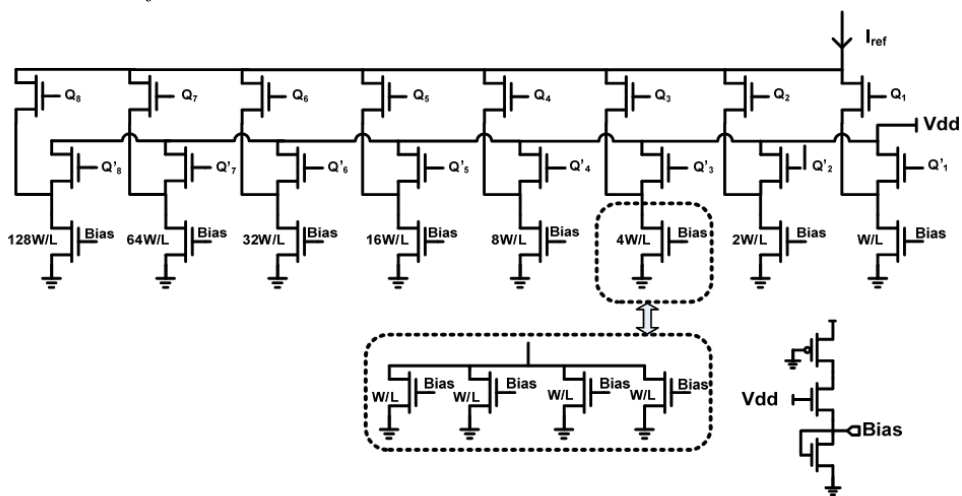 I_ref
Q_8 Q_7 Q_6 Q_5 Q_4 Q_3 Q_2 Q_1
Vdd
Q'_8 Q'_7 Q'_6 Q'_5 Q'_4 Q'_3 Q'_2 Q'_1
128W/L Bias 64W/L Bias 32W/L Bias 16W/L Bias 8W/L Bias 4W/L Bias 2W/L Bias W/L Bias
W/L Bias W/L Bias W/L Bias W/L Bias
Vdd
Bias